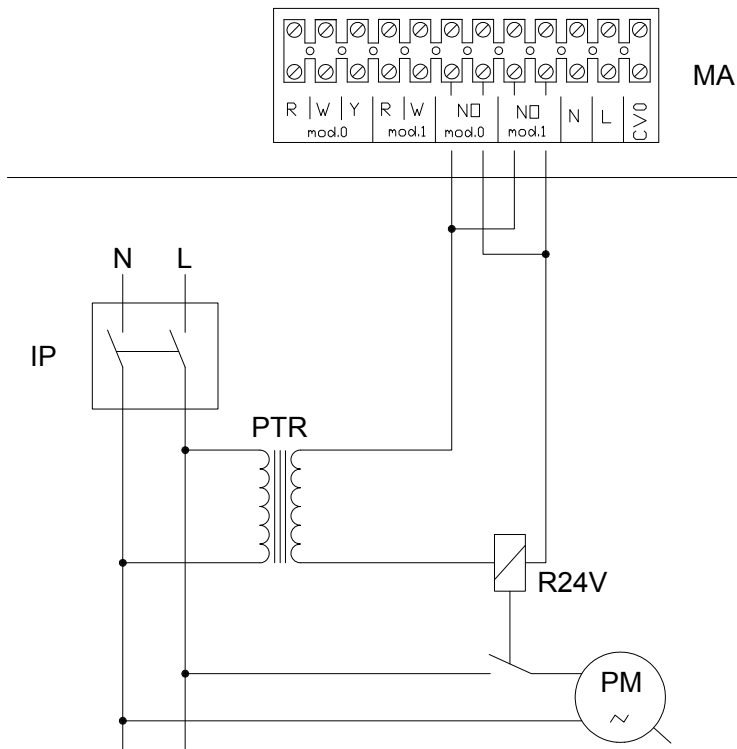 MA
R W Y R W NO NO N L CV0
mod.0 mod.1 mod.0 mod.1
N L
IP
PTR
R24V
PM
~